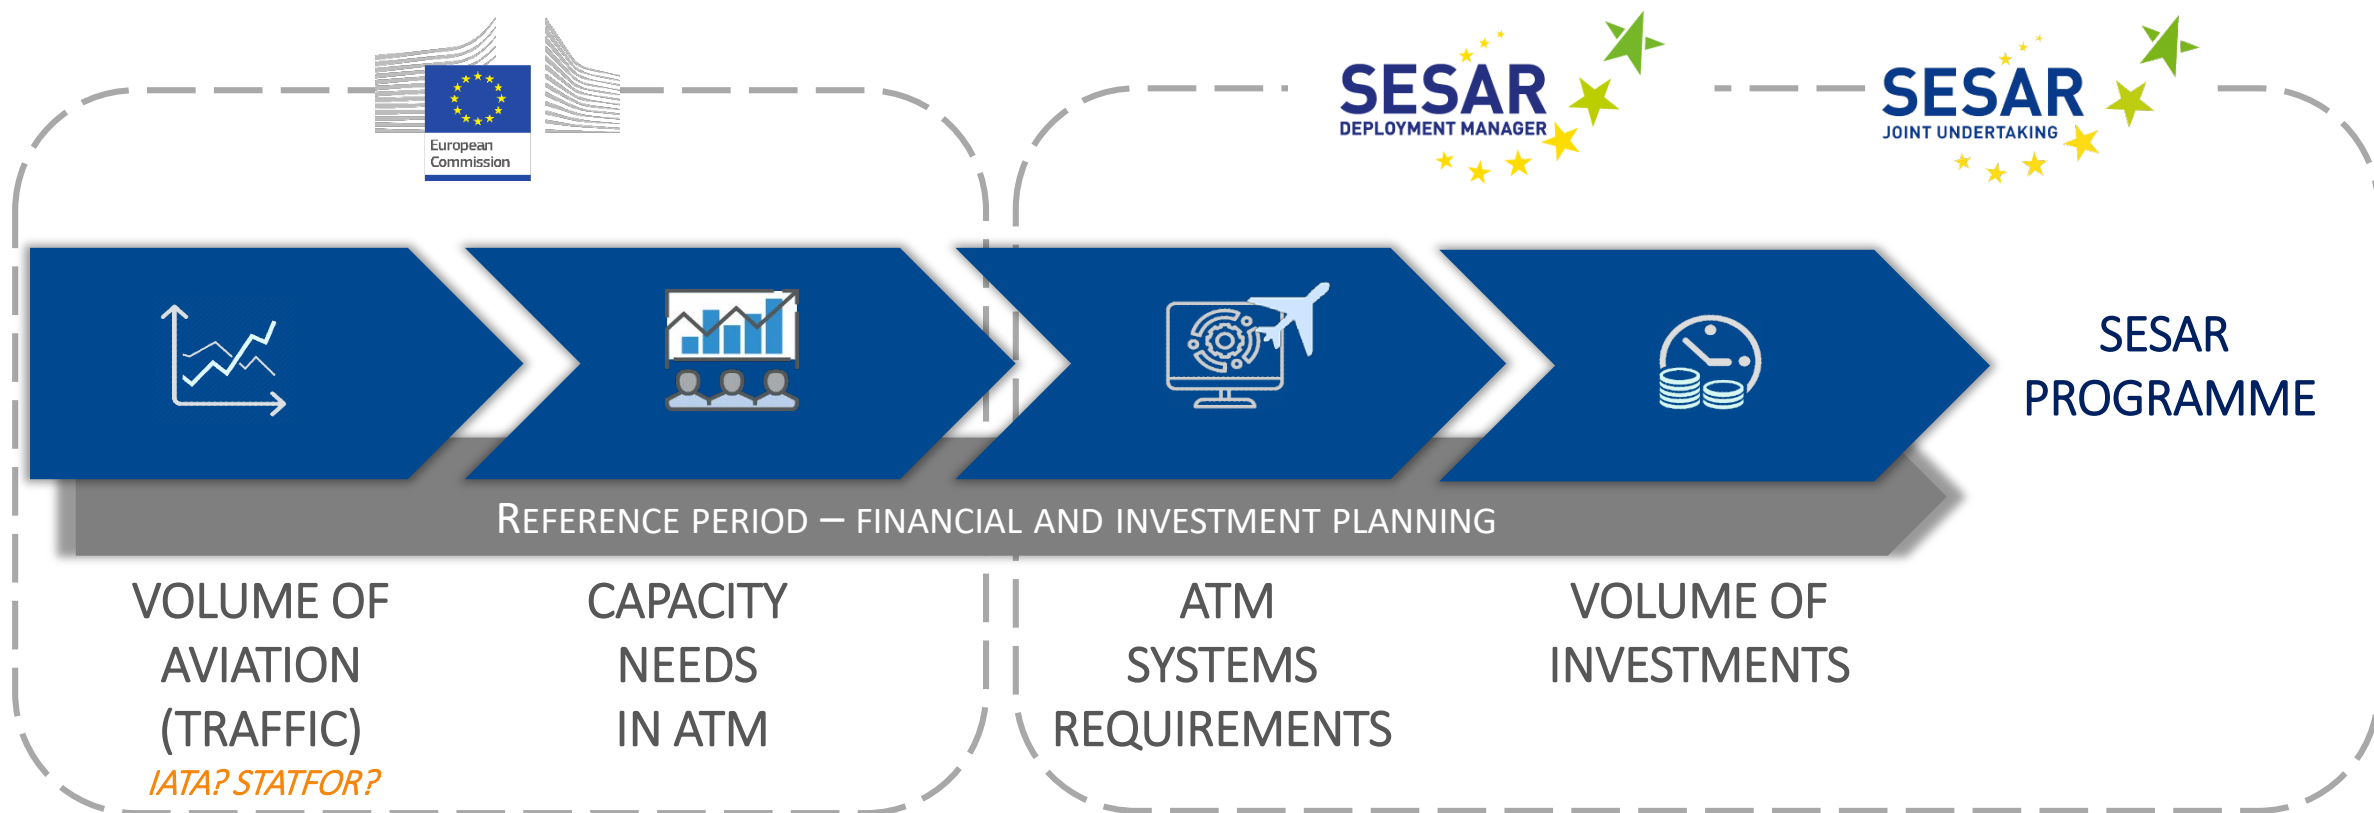 European
Commission
SESAR
DEPLOYMENT MANAGER
SESAR
JOINT UNDERTAKING
SESAR
PROGRAMME
REFERENCE PERIOD – FINANCIAL AND INVESTMENT PLANNING
VOLUME OF
AVIATION
(TRAFFIC)
IATA? STATFOR?
CAPACITY
NEEDS
IN ATM
ATM
SYSTEMS
REQUIREMENTS
VOLUME OF
INVESTMENTS